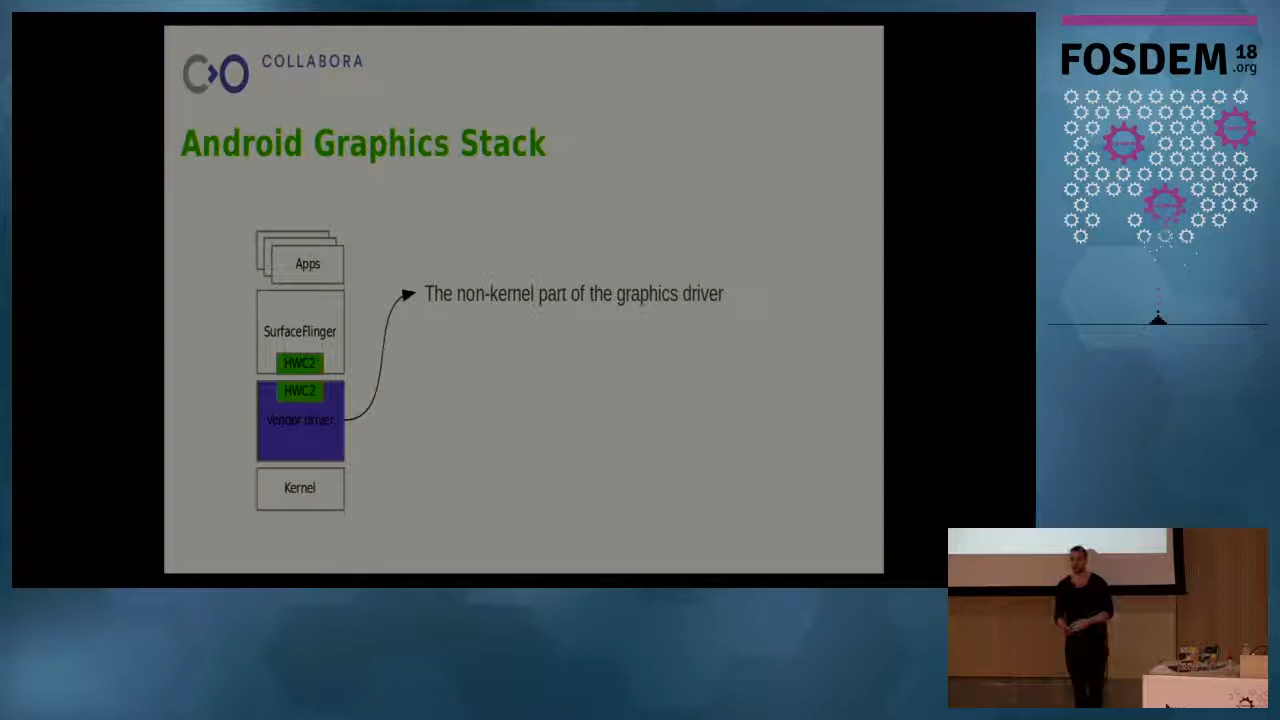 COLLABORA
Android Graphics Stack
Apps
SurfaceFlinger
HWC2
HWC2
vendor driver
Kernel
The non-kernel part of the graphics driver
FOSDEM 18
.org